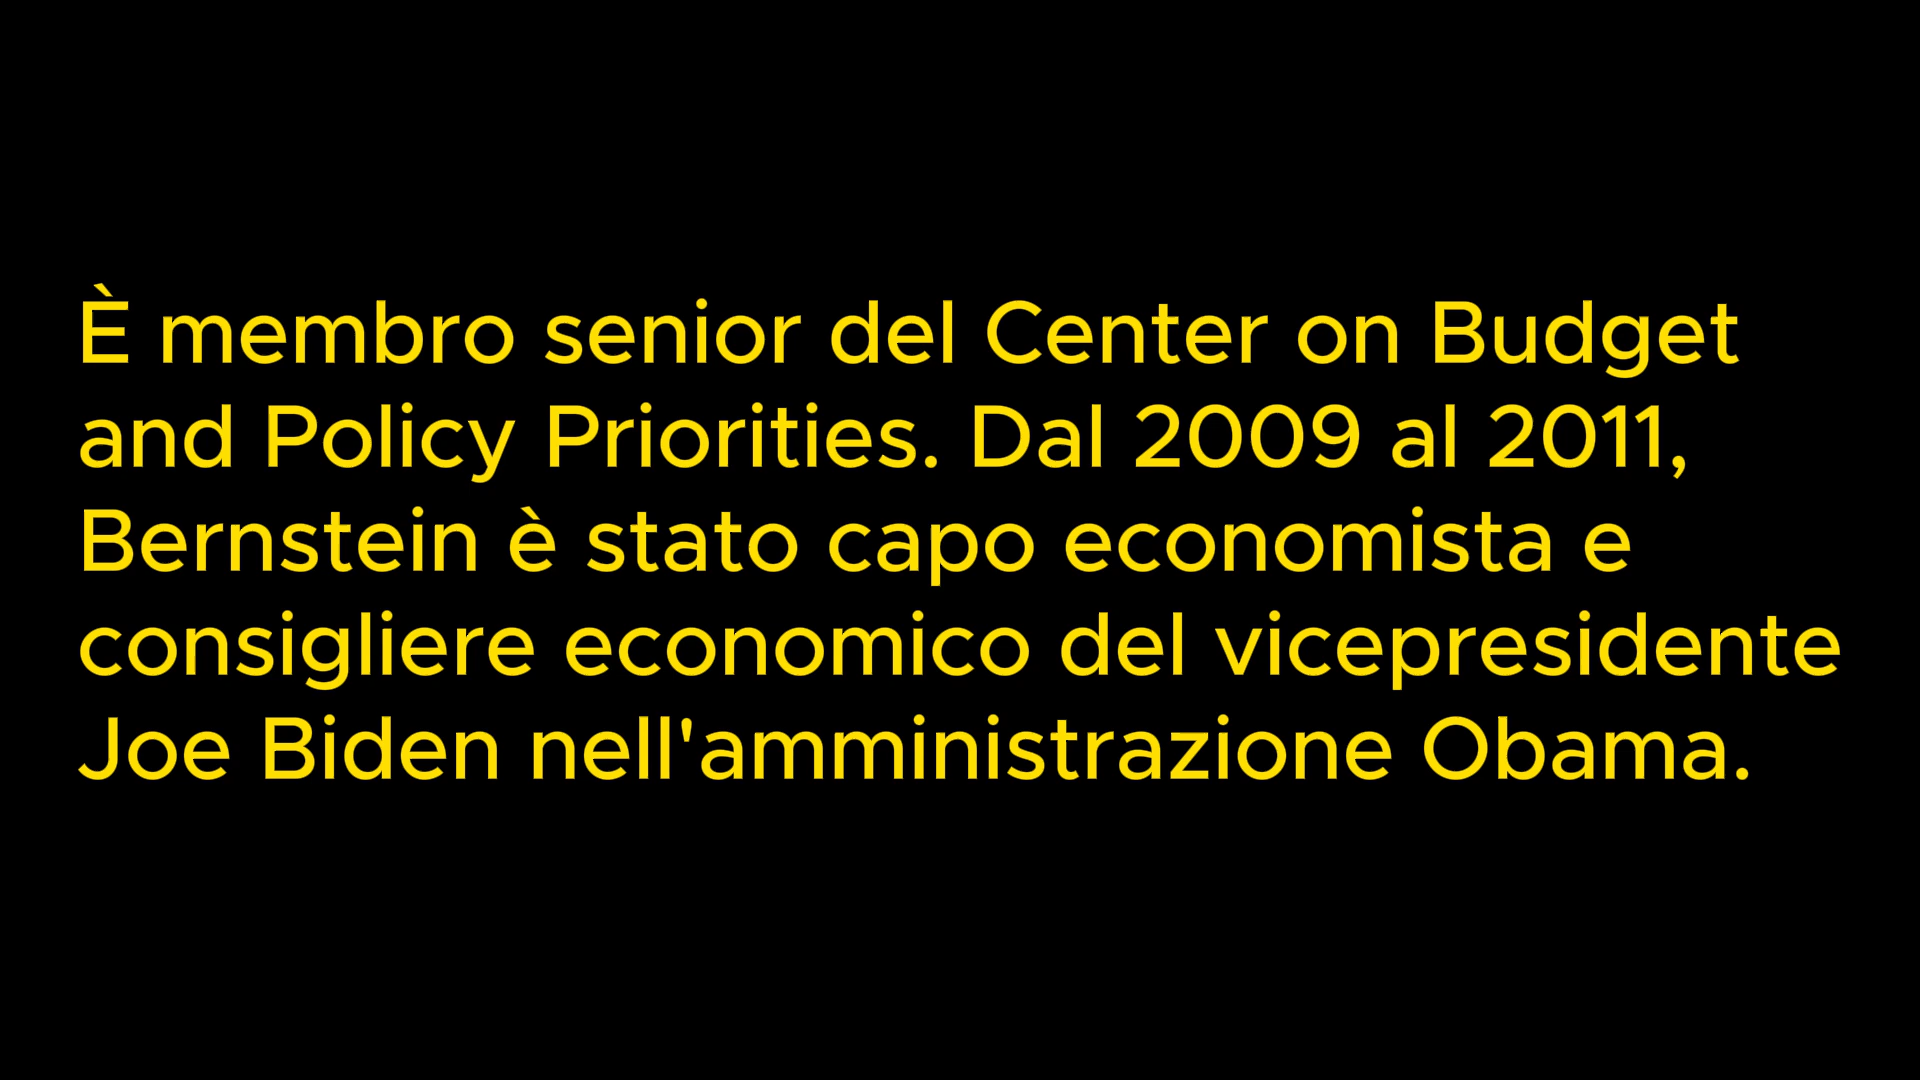 È membro senior del Center on Budget
and Policy Priorities. Dal 2009 al 2011,
Bernstein è stato capo economista e
consigliere economico del vicepresidente
Joe Biden nell'amministrazione Obama.